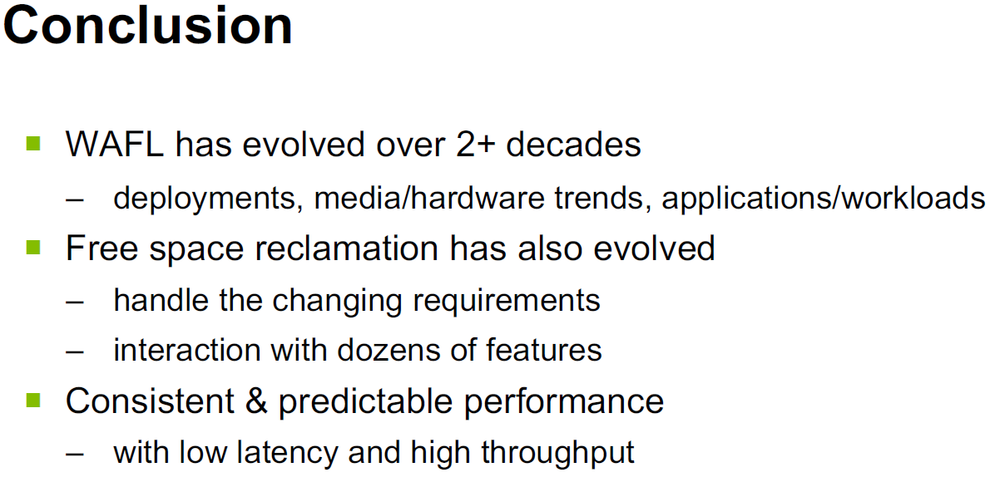 Conclusion
WAFL has evolved over 2+ decades
– deployments, media/hardware trends, applications/workloads
Free space reclamation has also evolved
– handle the changing requirements
– interaction with dozens of features
Consistent & predictable performance
– with low latency and high throughput